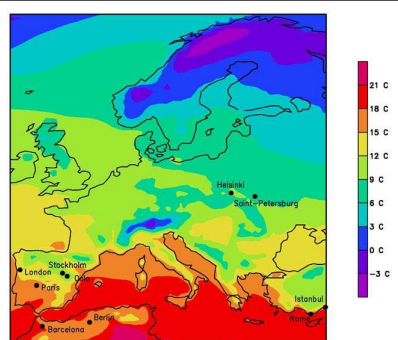 Helsinki
Saint-Petersburg
Stockholm
London
Oslo
Paris
Berlin
Barcelona
Istanbul
Rome
21 C
18 C
15 C
12 C
9 C
6 C
3 C
0 C
-3 C